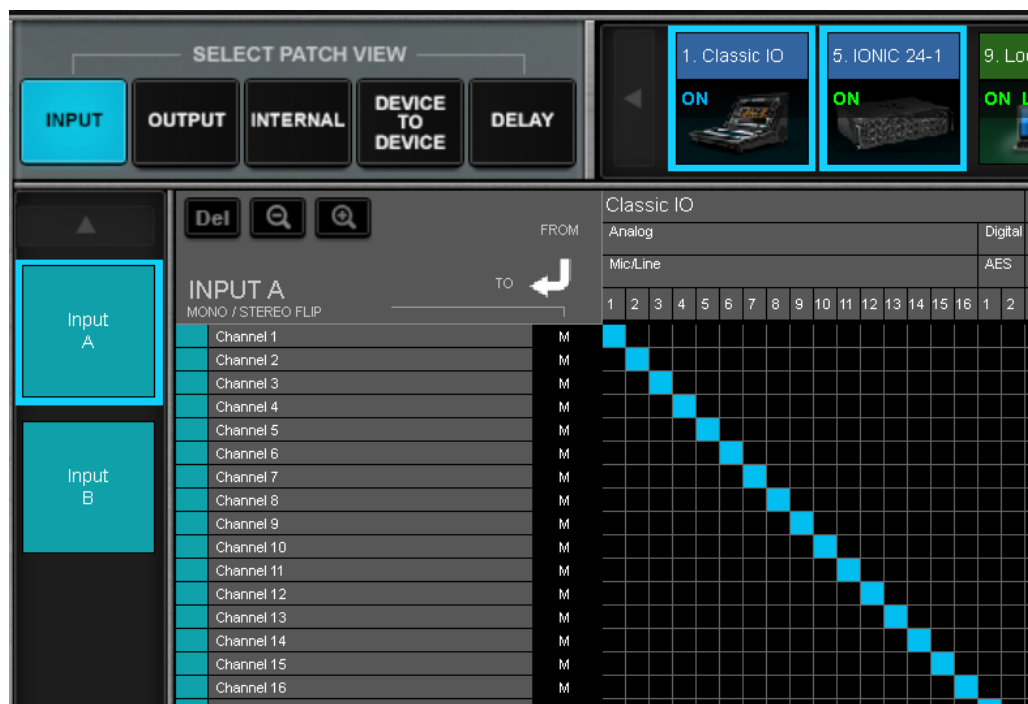 SELECT PATCH VIEW
INPUT
OUTPUT
INTERNAL
DEVICE
TO
DEVICE
DELAY
1. Classic IO
ON
5. IONIC 24-1
ON
9. Lo
ON L
Input
A
Input
B
Del
FROM
TO
INPUT A
MONO / STEREO FLIP
Classic IO
Analog
Digital
Mic/Line
AES
1 2 3 4 5 6 7 8 9 10 11 12 13 14 15 16 1 2
Channel 1 M
Channel 2 M
Channel 3 M
Channel 4 M
Channel 5 M
Channel 6 M
Channel 7 M
Channel 8 M
Channel 9 M
Channel 10 M
Channel 11 M
Channel 12 M
Channel 13 M
Channel 14 M
Channel 15 M
Channel 16 M